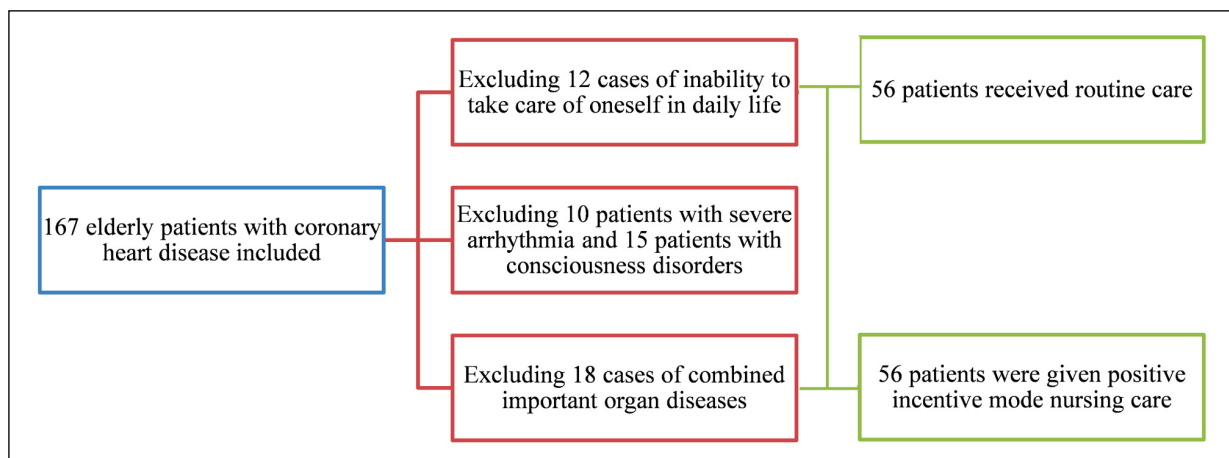 167 elderly patients with coronary
heart disease included
Excluding 12 cases of inability to
take care of oneself in daily life
Excluding 10 patients with severe
arrhythmia and 15 patients with
consciousness disorders
Excluding 18 cases of combined
important organ diseases
56 patients received routine care
56 patients were given positive
incentive mode nursing care